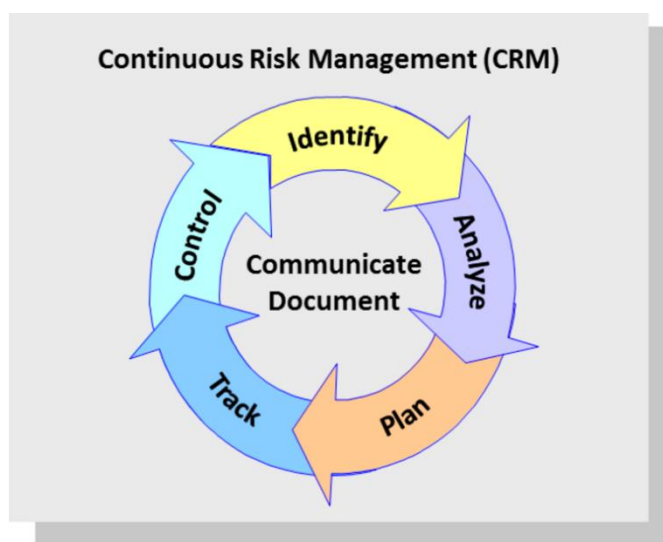 Continuous Risk Management (CRM)
Identify
Analyze
Plan
Track
Control
Communicate
Document